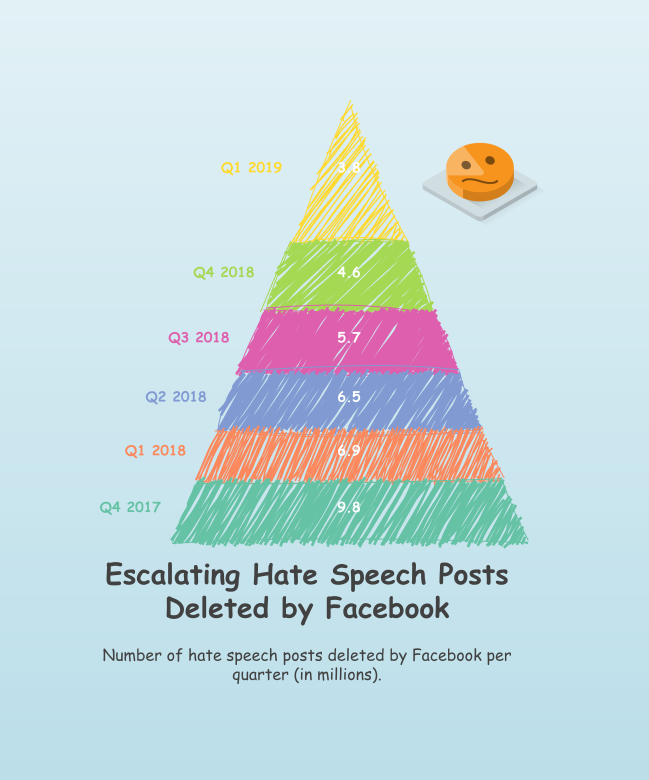 Q1 2019 3.8
Q4 2018 4.6
Q3 2018 5.7
Q2 2018 6.5
Q1 2018 6.9
Q4 2017 9.8
Escalating Hate Speech Posts
Deleted by Facebook
Number of hate speech posts deleted by Facebook per
quarter (in millions).